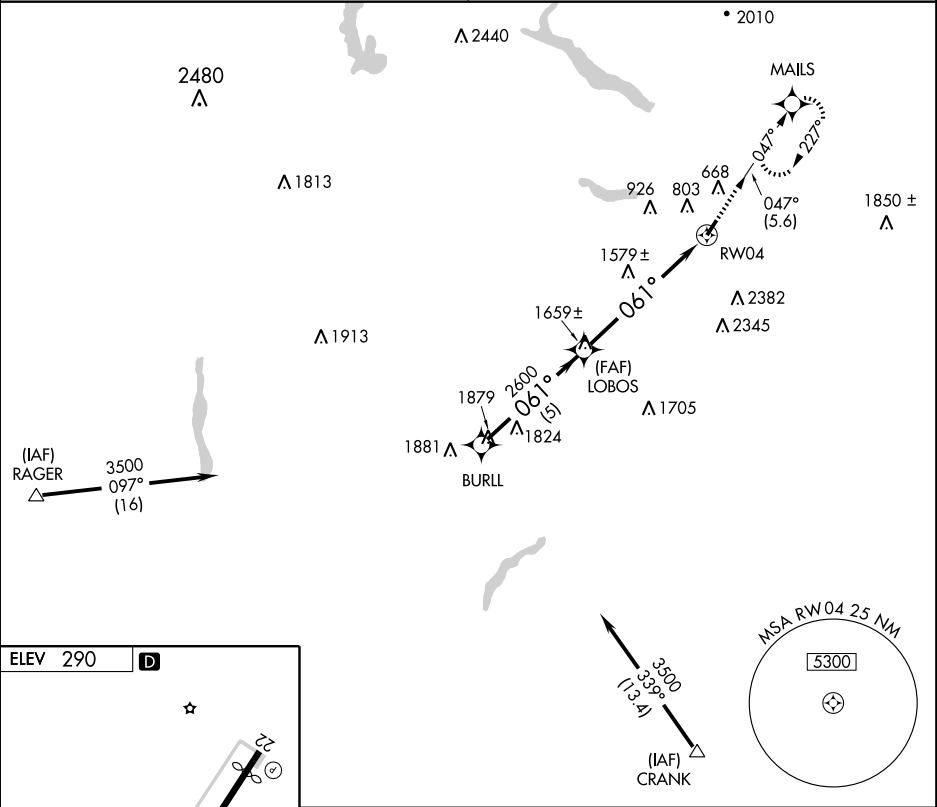 2010
2440
MAILS
2480
047°
227°
1813
668
926
803
047°
(5.6)
1850 ±
1579 ±
RW04
061°
2382
1659 ±
2345
1913
(FAF)
LOBOS
2600
061°
(5)
1879
1705
1824
1881
(IAF)
RAGER
3500
097°
(16)
BURLL
MSA RW 04 25 NM
5300
3500
339°
(13.4)
ELEV 290
D
22
P
(IAF)
CRANK